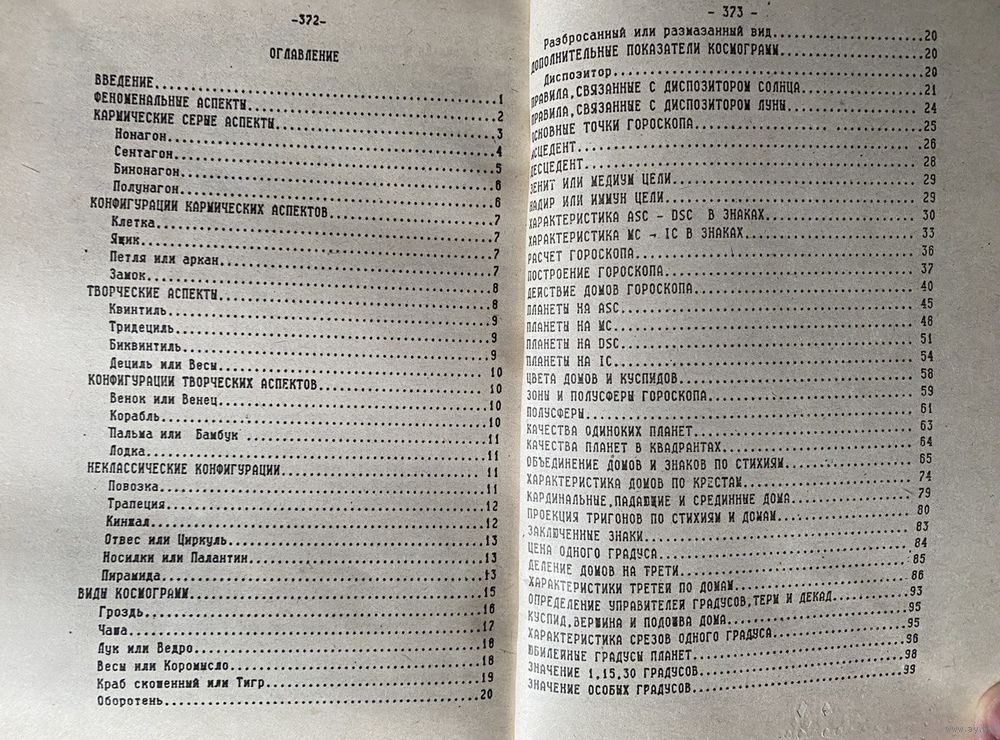 -372-
ОГЛАВЛЕНИЕ
ВВЕДЕНИЕ................1
ФЕНОМЕНАЛЬНЫЕ АСПЕКТЫ................2
КАРМИЧЕСКИЕ СЕРЫЕ АСПЕКТЫ................3
Нонагон................4
Сентагон................5
Бинонагон................6
Полунагон................6
КОНФИГУРАЦИИ КАРМИЧЕСКИХ АСПЕКТОВ................7
Клетка................7
Ящик................7
Петля или аркан................7
Замок................8
ТВОРЧЕСКИЕ АСПЕКТЫ................8
Квинтиль................9
Тридециль................9
Биквинтиль................9
Дециль или Весы................10
КОНФИГУРАЦИИ ТВОРЧЕСКИХ АСПЕКТОВ................10
Венок или Венец................10
Корабль................10
Пальма или Бамбук................11
Лодка................11
НЕКЛАССИЧЕСКИЕ КОНФИГУРАЦИИ................11
Повозка................11
Трапеция................12
Кинжал................12
Отвес или Циркуль................13
Носилки или Палантин................13
Пирамида................13
ВИДЫ КОСМОГРАММ................15
Гроздь................16
Чаша................17
Лук или Ведро................18
Весы или Коромысло................18
Краб скошенный или Тигр................19
Оборотень................20
- 373 -
Разбросанный или размазанный вид................20
ДОПОЛНИТЕЛЬНЫЕ ПОКАЗАТЕЛИ КОСМОГРАММ................20
Диспозитор................20
ПРАВИЛА,СВЯЗАННЫЕ С ДИСПОЗИТОРОМ СОЛНЦА................21
ПРАВИЛА,СВЯЗАННЫЕ С ДИСПОЗИТОРОМ ЛУНЫ................24
ОСНОВНЫЕ ТОЧКИ ГОРОСКОПА................25
АСЦЕДЕНТ................26
ДЕСЦЕДЕНТ................28
ЗЕНИТ ИЛИ МЕДИУМ ЦЕЛИ................29
НАДИР ИЛИ ИММУН ЦЕЛИ................29
ХАРАКТЕРИСТИКА ASC - DSC В ЗНАКАХ................30
ХАРАКТЕРИСТИКА MC - IC В ЗНАКАХ................33
РАСЧЕТ ГОРОСКОПА................36
ПОСТРОЕНИЕ ГОРОСКОПА................37
ДЕЙСТВИЕ ДОМОВ ГОРОСКОПА................40
ПЛАНЕТЫ НА ASC................45
ПЛАНЕТЫ НА MC................48
ПЛАНЕТЫ НА DSC................51
ПЛАНЕТЫ НА IC................54
ЦВЕТА ДОМОВ И КУСПИДОВ................58
ЗОНЫ И ПОЛУСФЕРЫ ГОРОСКОПА................59
ПОЛУСФЕРЫ................61
КАЧЕСТВА ОДИНОКИХ ПЛАНЕТ................63
КАЧЕСТВА ПЛАНЕТ В КВАДРАНТАХ................64
ОБЪЕДИНЕНИЕ ДОМОВ И ЗНАКОВ ПО СТИХИЯМ................65
ХАРАКТЕРИСТИКА ДОМОВ ПО КРЕСТАМ................74
КАРДИНАЛЬНЫЕ,ПАДАЮЩИЕ И СРЕДИННЫЕ ДОМА................79
ПРОЕКЦИЯ ТРИГОНОВ ПО СТИХИЯМ И ДОМАМ................80
ЗАКЛЮЧЕННЫЕ ЗНАКИ................83
ЦЕНА ОДНОГО ГРАДУСА................84
ДЕЛЕНИЕ ДОМОВ НА ТРЕТИ................85
ХАРАКТЕРИСТИКИ ТРЕТЕЙ ПО ДОМАМ................86
ОПРЕДЕЛЕНИЕ УПРАВИТЕЛЕЙ ГРАДУСОВ,ТЕРМ И ДЕКАД................93
КУСПИД,ВЕРШИНА И ПОДОШВА ДОМА................95
ХАРАКТЕРИСТИКА СРЕЗОВ ОДНОГО ГРАДУСА................95
ЮБИЛЕЙНЫЕ ГРАДУСЫ ПЛАНЕТ................96
ЗНАЧЕНИЕ 1,15,30 ГРАДУСОВ................98
ЗНАЧЕНИЕ ОСОБЫХ ГРАДУСОВ................99